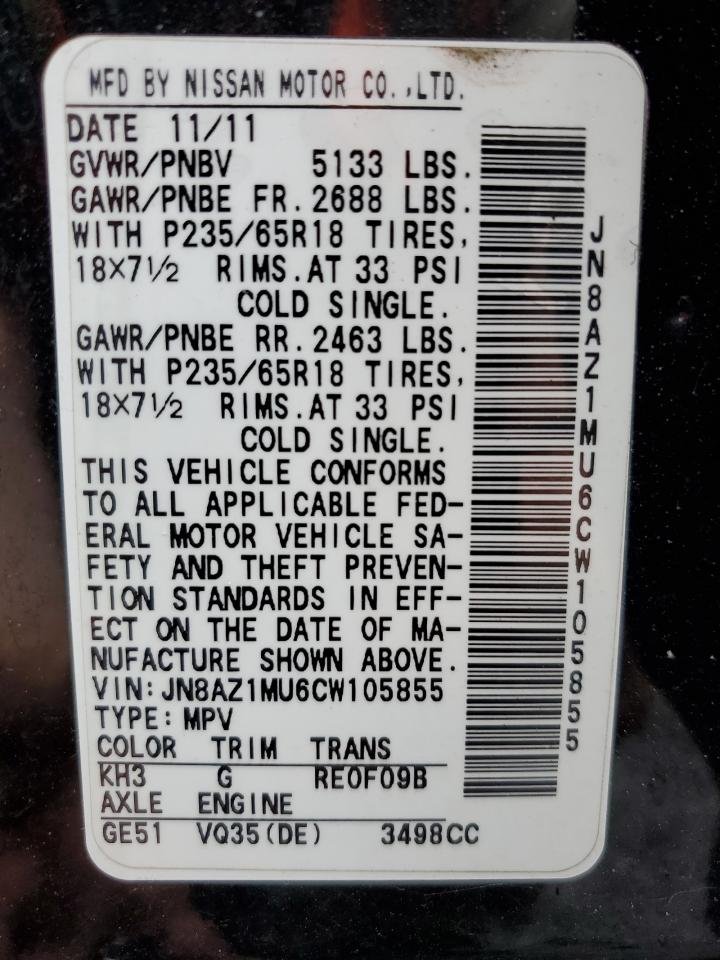 MFD BY NISSAN MOTOR CO.,LTD.
DATE 11/11
GVWR/PNBV 5133 LBS.
GAWR/PNBE FR. 2688 LBS.
WITH P235/65R18 TIRES,
18X7½ RIMS.AT 33 PSI
COLD SINGLE.
GAWR/PNBE RR. 2463 LBS.
WITH P235/65R18 TIRES,
18X7½ RIMS.AT 33 PSI
COLD SINGLE.
THIS VEHICLE CONFORMS
TO ALL APPLICABLE FED-
ERAL MOTOR VEHICLE SA-
FETY AND THEFT PREVEN-
TION STANDARDS IN EFF-
ECT ON THE DATE OF MA-
NUFACTURE SHOWN ABOVE.
VIN:JN8AZ1MU6CW105855
TYPE:MPV
COLOR TRIM TRANS
KH3 G RE0F09B
AXLE ENGINE
GE51 VQ35(DE) 3498CC
JN8AZ1MU6CW105855